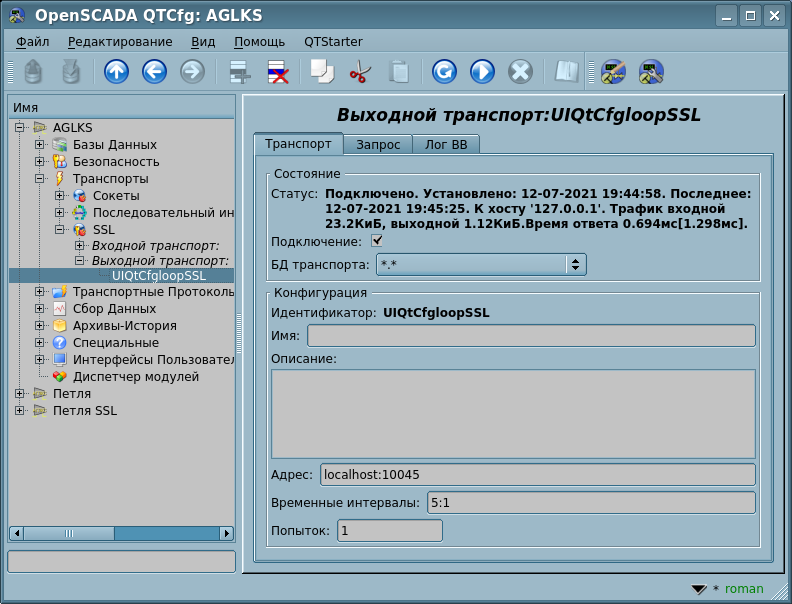 OpenSCADA QTCfg: AGLKS
Файл Редактирование Вид Помощь QTStarter
Имя
AGLKS
Базы Данных
Безопасность
Транспорты
Сокеты
Последовательный ин
SSL
Входной транспорт:
Выходной транспорт:
UIQtCfgloopSSL
Транспортные Протоколь
Сбор Данных
Архивы-История
Специальные
Интерфейсы Пользовател
Диспетчер модулей
Петля
Петля SSL
Выходной транспорт:UIQtCfgloopSSL
Транспорт Запрос Лог ВВ
Состояние
Статус: Подключено. Установлено: 12-07-2021 19:44:58. Последнее:
12-07-2021 19:45:25. К хосту '127.0.0.1'. Трафик входной
23.2КиБ, выходной 1.12КиБ.Время ответа 0.694мс[1.298мс].
Подключение:
БД транспорта: *.*
Конфигурация
Идентификатор: UIQtCfgloopSSL
Имя:
Описание:
Адрес: localhost:10045
Временные интервалы: 5:1
Попыток: 1
* roman